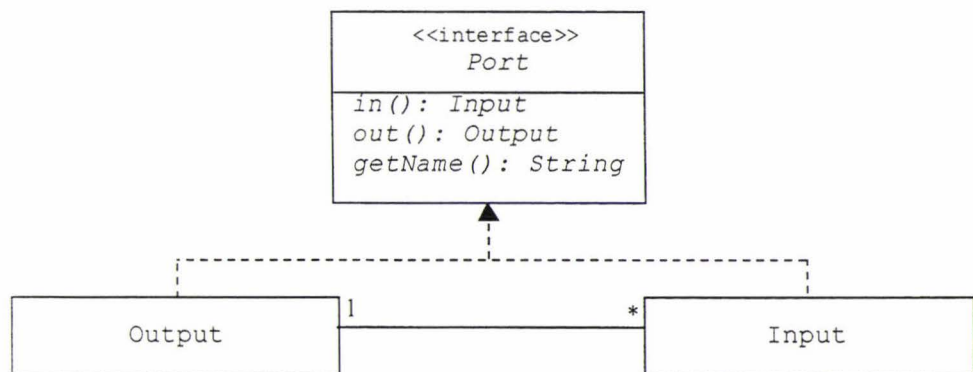 <<interface>>
Port
in(): Input
out(): Output
getName(): String
1 *
Output Input